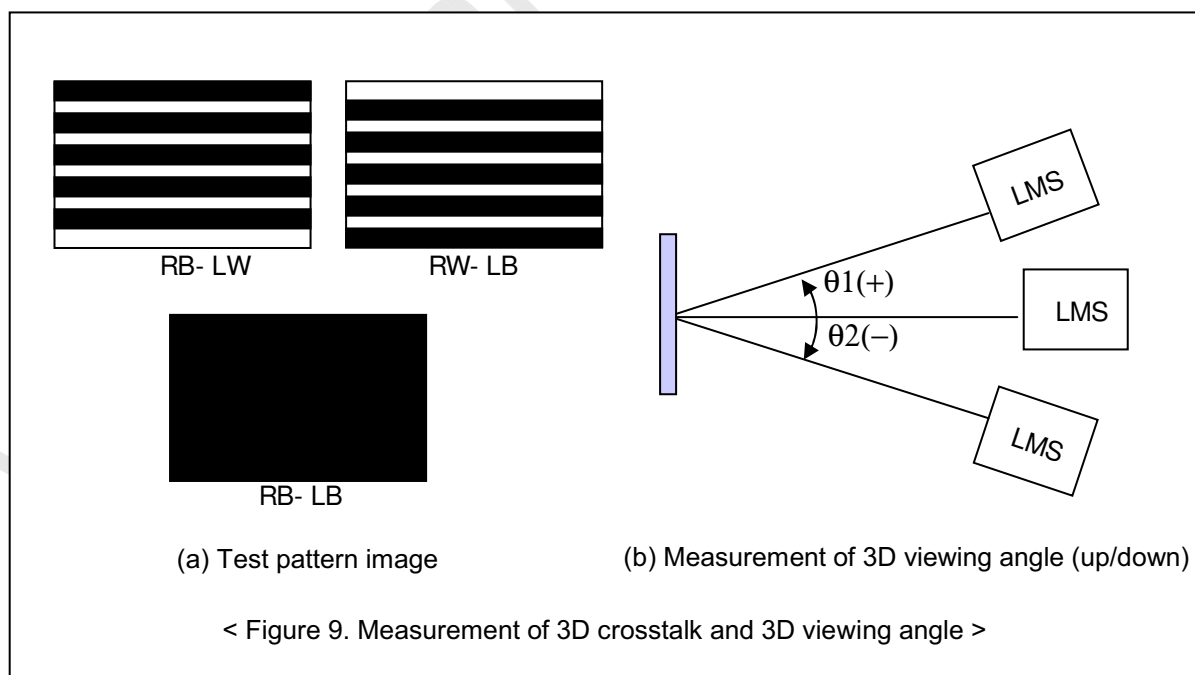 RB- LW
RW- LB
RB- LB
(a) Test pattern image
LMS
θ1(+)
LMS
θ2(−)
LMS
(b) Measurement of 3D viewing angle (up/down)
< Figure 9. Measurement of 3D crosstalk and 3D viewing angle >